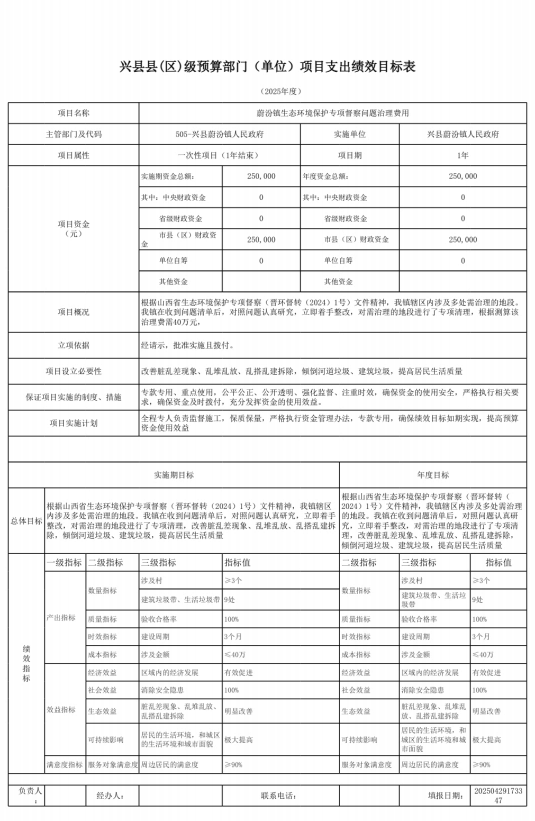 兴县县(区)级预算部门（单位）项目支出绩效目标表
（2025年度）
项目名称 蔚汾镇生态环境保护专项督察问题治理费用
主管部门及代码 505-兴县蔚汾镇人民政府 实施单位 兴县蔚汾镇人民政府
项目属性 一次性项目（1年结束） 项目期 1年
项目资金
（元）
实施期资金总额： 250,000 年度资金总额： 250,000
其中：中央财政资金 0 其中：中央财政资金 0
省级财政资金 0 省级财政资金 0
市县（区）财政资
金
250,000 市县（区）财政资金 250,000
单位自筹 0 单位自筹 0
其他资金 其他资金
项目概况
根据山西省生态环境保护专项督察（晋环督转（2024）1号）文件精神，我镇辖区内涉及多处需治理的地段。
我镇在收到问题清单后，对照问题认真研究，立即着手整改，对需治理的地段进行了专项清理，根据测算该
治理费需40万元，
立项依据 经请示，批准实施且拨付。
项目设立必要性 改善脏乱差现象、乱堆乱放、乱搭乱建拆除，倾倒河道垃圾、建筑垃圾，提高居民生活质量
保证项目实施的制度、措施
专款专用、重点使用，公平公正、公开透明、强化监督、注重时效，确保资金的使用安全，严格执行相关要
求，确保资金及时拨付，充分发挥资金的使用效益。
项目实施计划
全程专人负责监督施工，保质保量，严格执行资金管理办法，专款专用，确保绩效目标如期实现，提高预算
资金使用效益
实施期目标 年度目标
总体目标
根据山西省生态环境保护专项督察（晋环督转（2024）1号）文件精神，我镇辖区
内涉及多处需治理的地段。我镇在收到问题清单后，对照问题认真研究，立即着手
整改，对需治理的地段进行了专项清理，改善脏乱差现象、乱堆乱放、乱搭乱建拆
除，倾倒河道垃圾、建筑垃圾，提高居民生活质量
根据山西省生态环境保护专项督察（晋环督转（
2024）1号）文件精神，我镇辖区内涉及多处需治理
的地段。我镇在收到问题清单后，对照问题认真研
究，立即着手整改，对需治理的地段进行了专项清
理，改善脏乱差现象、乱堆乱放、乱搭乱建拆除，
倾倒河道垃圾、建筑垃圾，提高居民生活质量
绩
效
指
标
一级指标 二级指标 三级指标 指标值 二级指标 三级指标 指标值
产出指标
数量指标 涉及村 ≥3个 数量指标 涉及村 ≥3个
建筑垃圾带、生活垃圾带 9处 建筑垃圾带、生活垃
圾带 9处
质量指标 验收合格率 100% 质量指标 验收合格率 100%
时效指标 建设周期 3个月 时效指标 建设周期 3个月
成本指标 涉及金额 ≤40万 成本指标 涉及金额 ≤40万
效益指标
经济效益 区域内的经济发展 有效促进 经济效益 区域内的经济发展 有效促进
社会效益 消除安全隐患 100% 社会效益 消除安全隐患 100%
生态效益 脏乱差现象、乱堆乱放、
乱搭乱建拆除 明显改善 生态效益 脏乱差现象、乱堆乱
放、乱搭乱建拆除 明显改善
可持续影响 居民的生活环境，和城区
的生活环境和城市面貌 极大提高 可持续影响 居民的生活环境，和
城区的生活环境和城
市面貌 极大提高
满意度指标 服务对象满意度 周边居民的满意度 ≥90% 服务对象满意度 周边居民的满意度 ≥90%
负责人
：
经办人： 联系电话： 填报日期： 202504291733
47